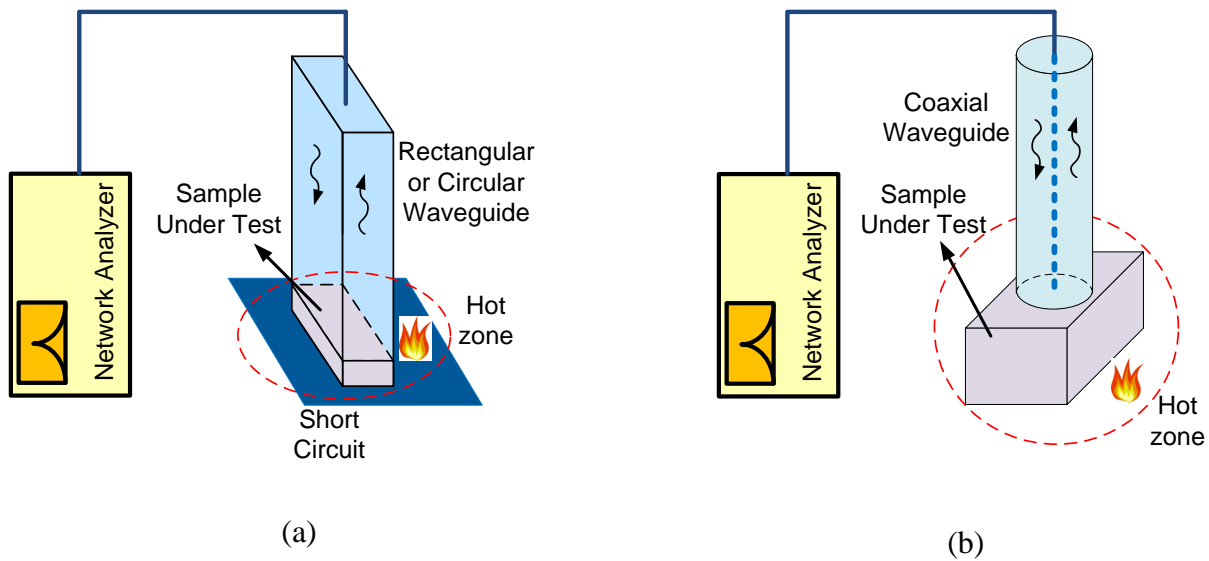 Network Analyzer
Sample
Under Test
Rectangular
or Circular
Waveguide
Hot
zone
Short
Circuit
(a)
Network Analyzer
Coaxial
Waveguide
Sample
Under Test
Hot
zone
(b)